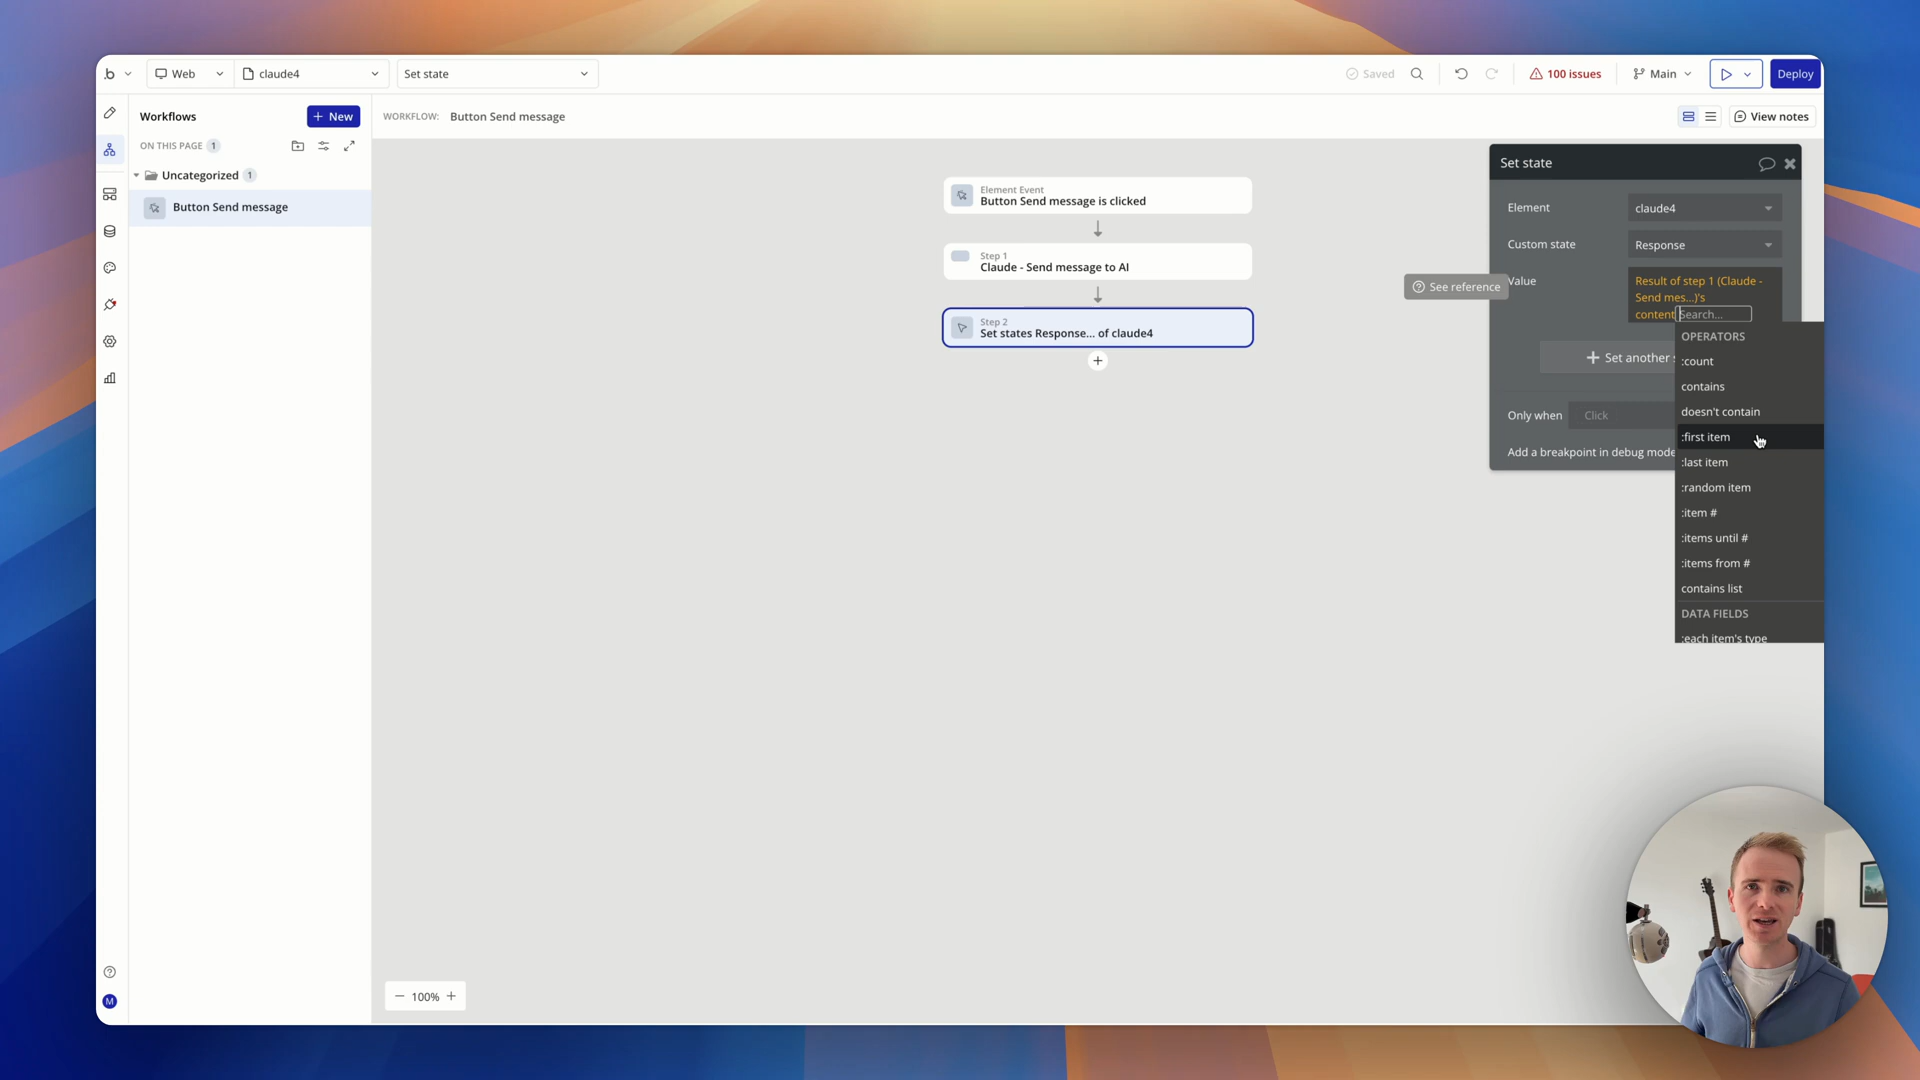 b
Web
claude4
Set state
Saved
100 issues
Main
Deploy
Workflows
+ New
WORKFLOW: Button Send message
View notes
ON THIS PAGE 1
Uncategorized 1
Button Send message
Element Event
Button Send message is clicked
Step 1
Claude - Send message to AI
Step 2
Set states Response... of claude4
See reference
Set state
Element
claude4
Custom state
Response
Value
Result of step 1 (Claude -
Send mes...)'s
content Search...
Set another s
Only when Click
Add a breakpoint in debug mode
OPERATORS
:count
contains
doesn't contain
:first item
:last item
:random item
:item #
:items until #
:items from #
contains list
DATA FIELDS
:each item's type
100%
M